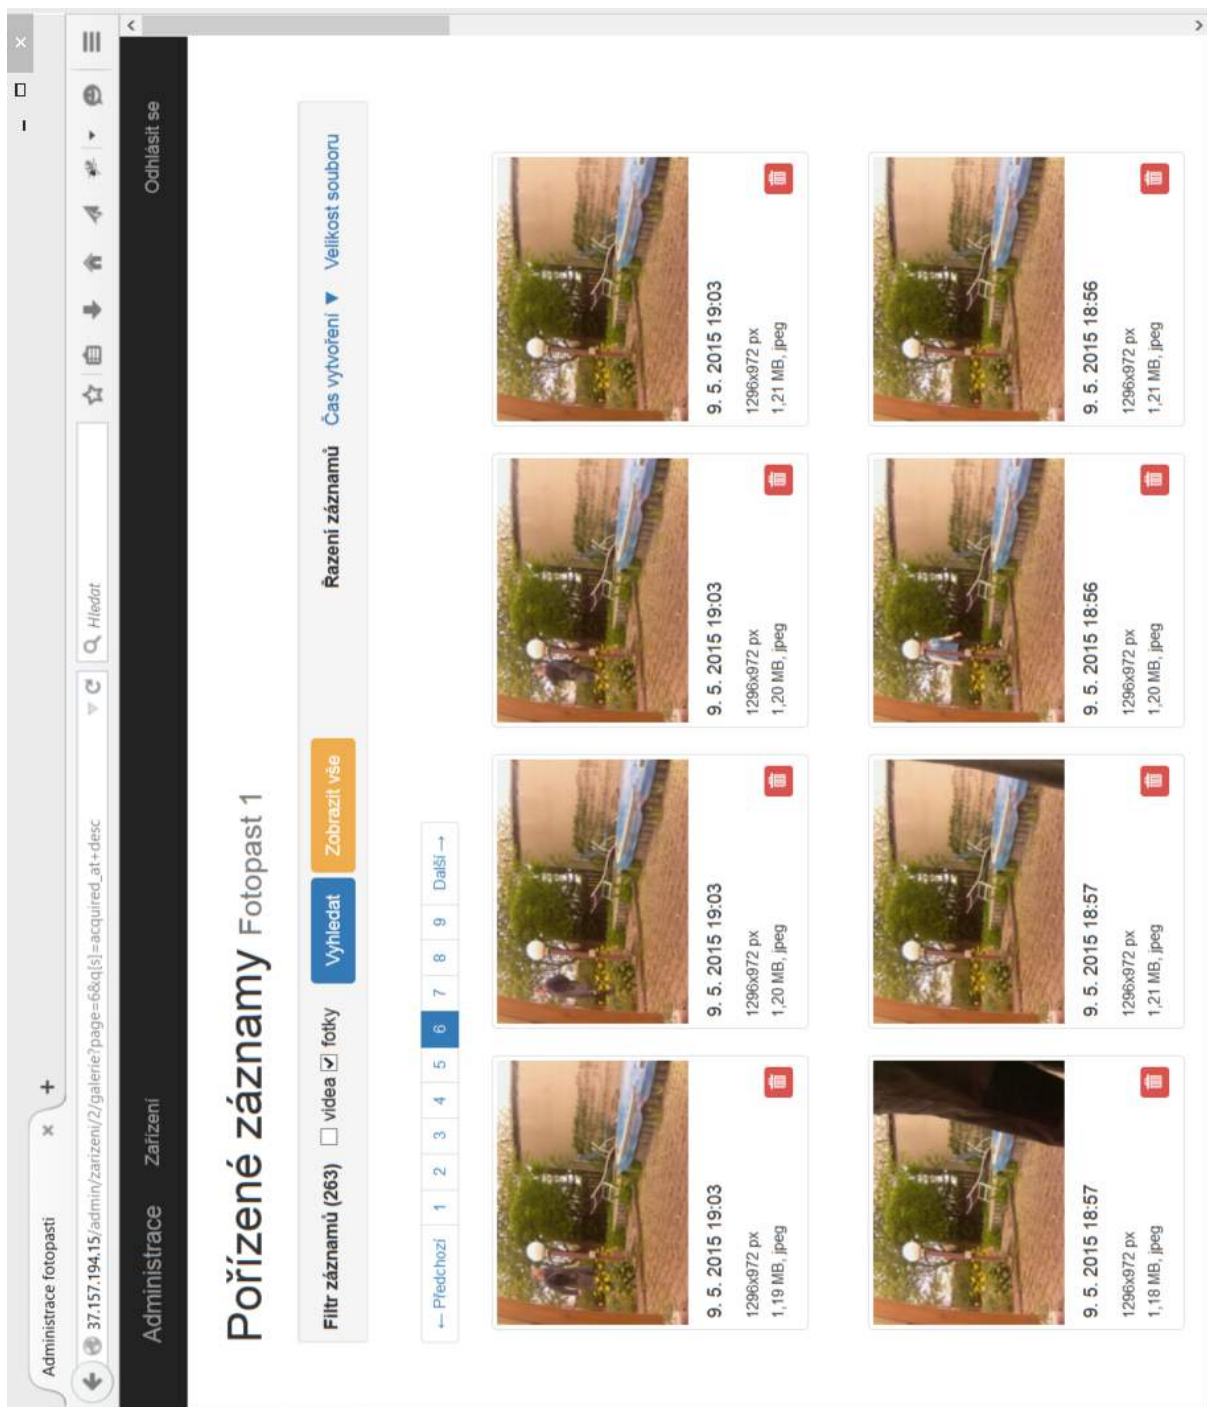 Administrace fotopasti
37.157.194.15/admin/zarizeni/2/galerie?page=6&q[s]=acquired_at+desc
Hledat
Administrace Zařízení Odhlásit se
Pořízené záznamy Fotopast 1
Filtr záznamů (263) videa fotky Vyhledat Zobrazit vše Řazení záznamů Čas vytvoření ▼ Velikost souboru
← Předchozí 1 2 3 4 5 6 7 8 9 Další →
9. 5. 2015 19:03 9. 5. 2015 19:03 9. 5. 2015 19:03 9. 5. 2015 19:03
1296x972 px 1296x972 px 1296x972 px 1296x972 px
1,19 MB, jpeg 1,20 MB, jpeg 1,20 MB, jpeg 1,21 MB, jpeg
9. 5. 2015 18:57 9. 5. 2015 18:57 9. 5. 2015 18:56 9. 5. 2015 18:56
1296x972 px 1296x972 px 1296x972 px 1296x972 px
1,18 MB, jpeg 1,21 MB, jpeg 1,20 MB, jpeg 1,21 MB, jpeg